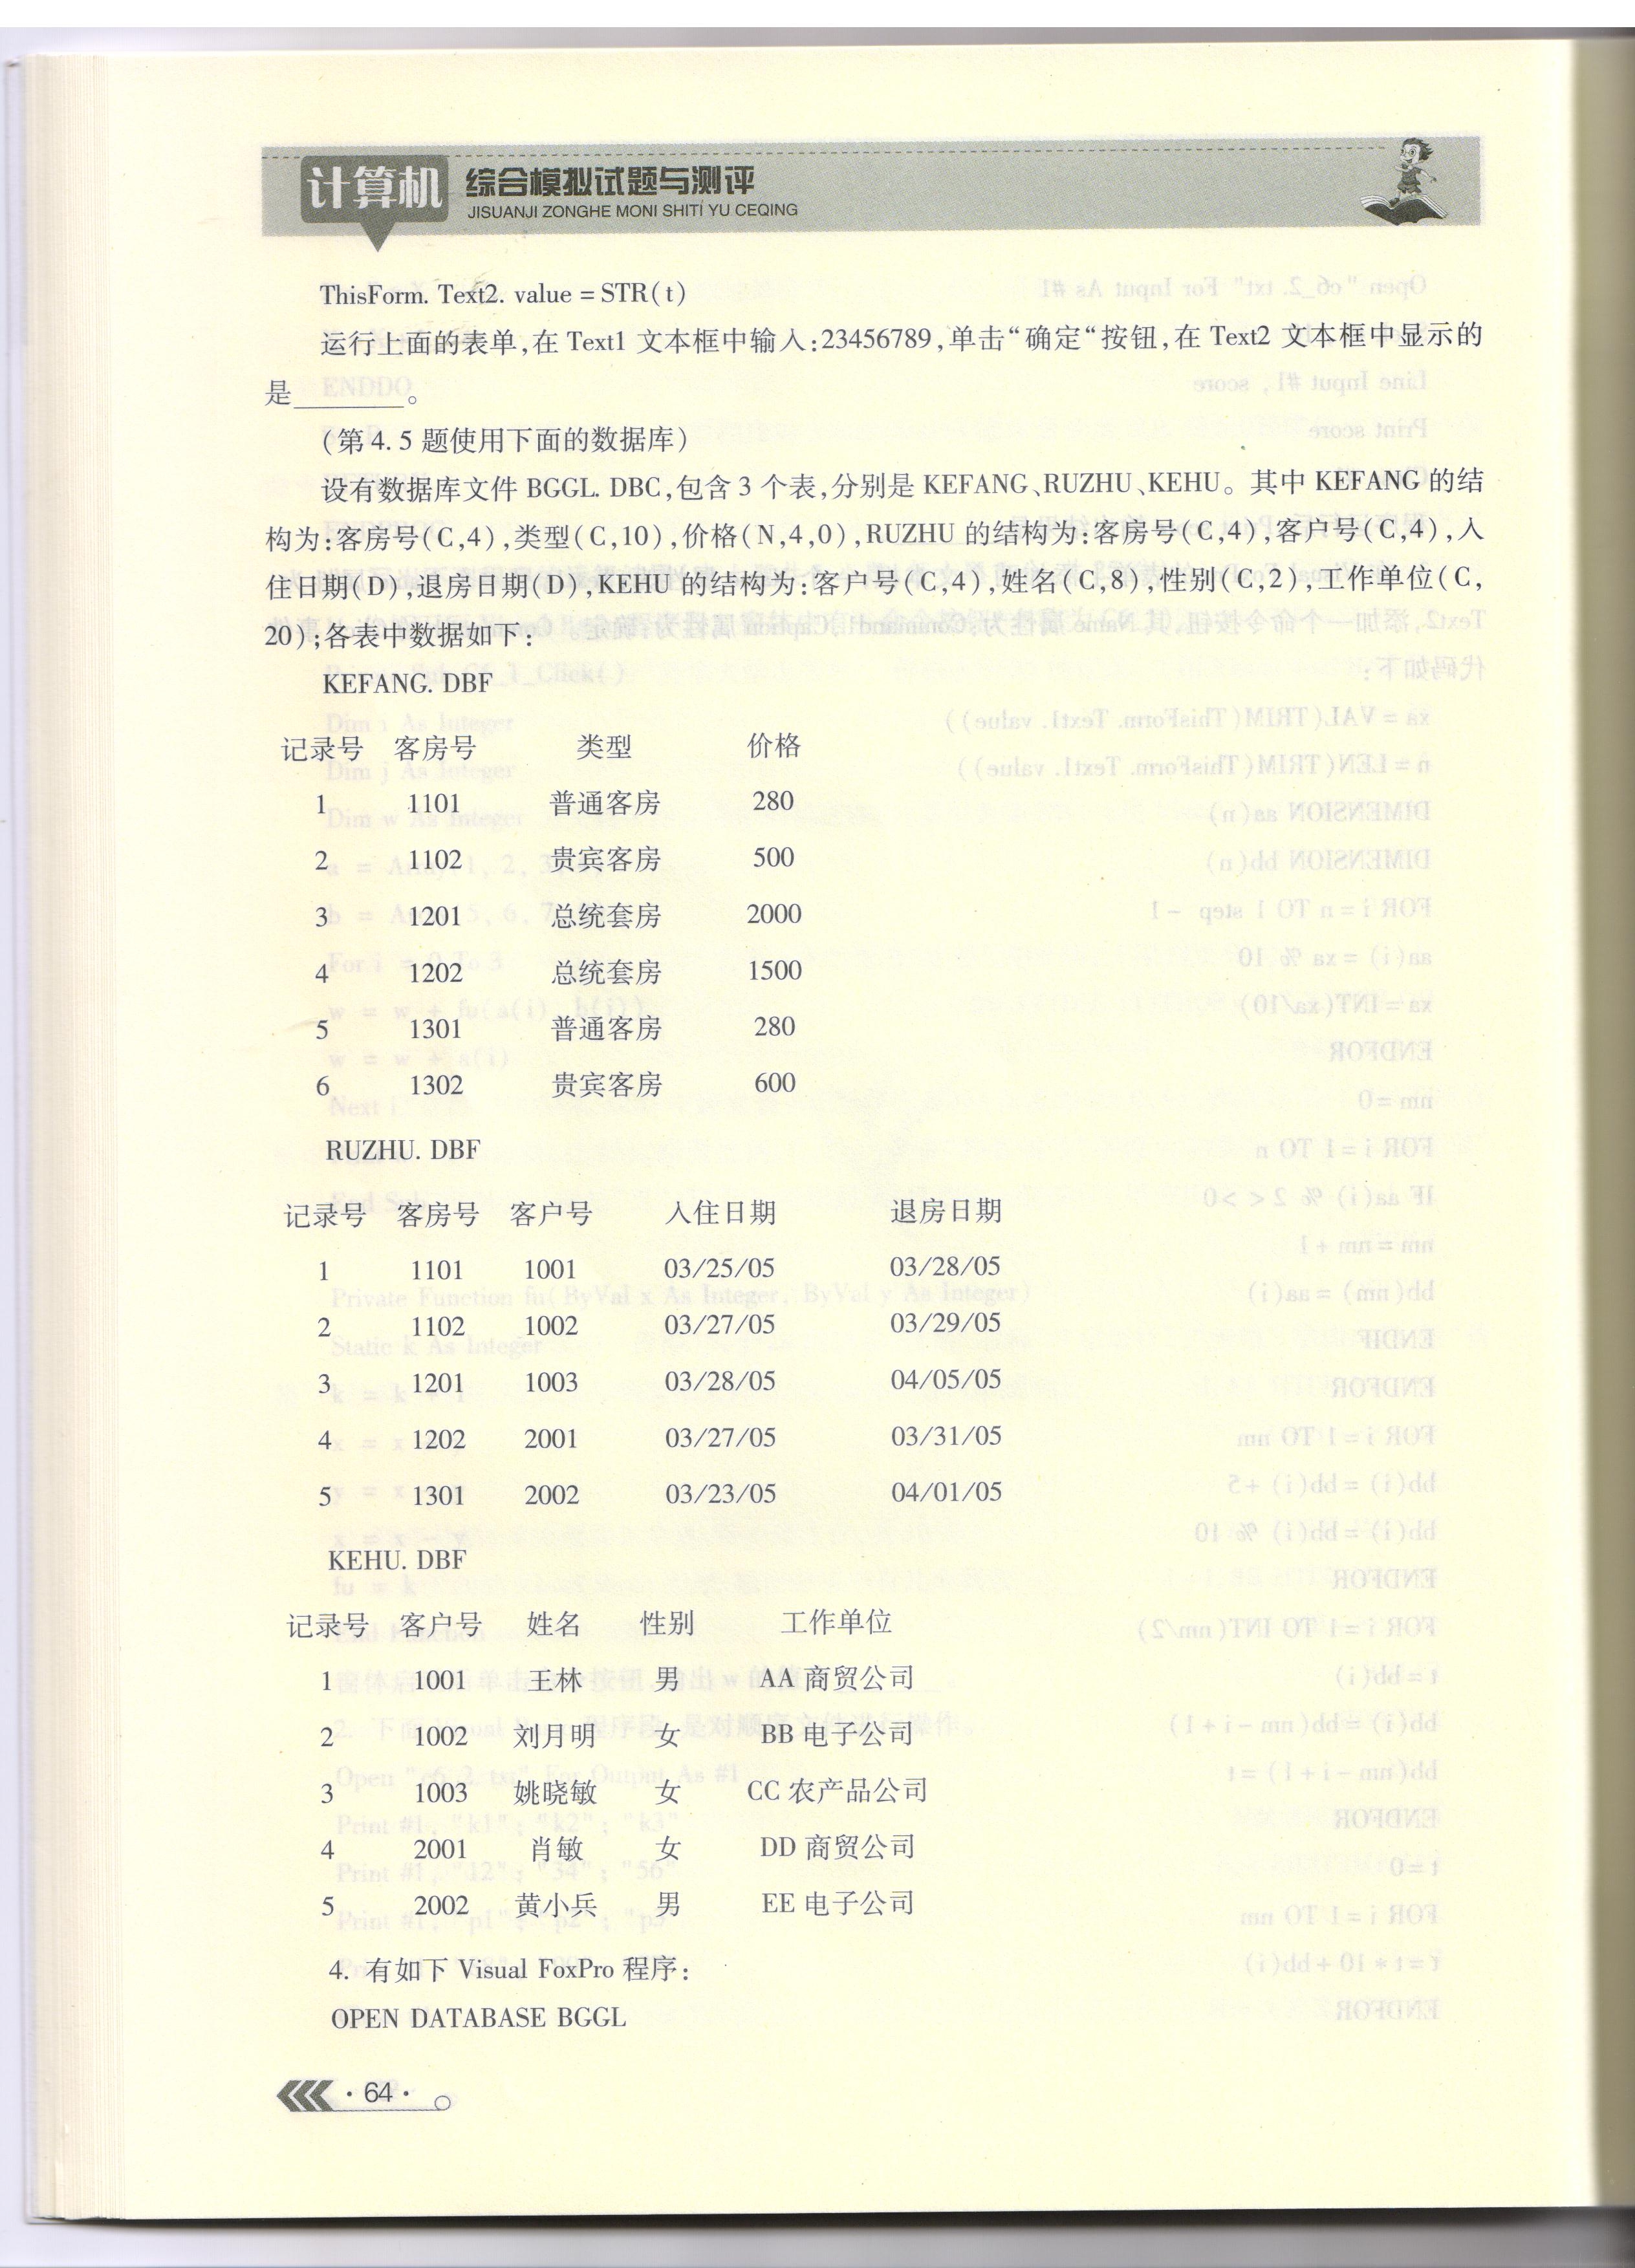 计算机 综合模拟试题与测评
JISUANJI ZONGHE MONI SHITI YU CEQING
ThisForm. Text2. value = STR(t)
运行上面的表单,在 Text1 文本框中输入:23456789,单击“确定“按钮,在 Text2 文本框中显示的
是________。
(第 4. 5 题使用下面的数据库)
设有数据库文件 BGGL. DBC,包含 3 个表,分别是 KEFANG、RUZHU、KEHU。其中 KEFANG 的结
构为:客房号(C,4),类型(C,10),价格(N,4,0),RUZHU 的结构为:客房号(C,4),客户号(C,4),入
住日期(D),退房日期(D),KEHU 的结构为:客户号(C,4),姓名(C,8),性别(C,2),工作单位(C,
20);各表中数据如下:
KEFANG. DBF
记录号 客房号 类型 价格
1 1101 普通客房 280
2 1102 贵宾客房 500
3 1201 总统套房 2000
4 1202 总统套房 1500
5 1301 普通客房 280
6 1302 贵宾客房 600
RUZHU. DBF
记录号 客房号 客户号 入住日期 退房日期
1 1101 1001 03/25/05 03/28/05
2 1102 1002 03/27/05 03/29/05
3 1201 1003 03/28/05 04/05/05
4 1202 2001 03/27/05 03/31/05
5 1301 2002 03/23/05 04/01/05
KEHU. DBF
记录号 客户号 姓名 性别 工作单位
1 1001 王林 男 AA 商贸公司
2 1002 刘月明 女 BB 电子公司
3 1003 姚晓敏 女 CC 农产品公司
4 2001 肖敏 女 DD 商贸公司
5 2002 黄小兵 男 EE 电子公司
4. 有如下 Visual FoxPro 程序:
OPEN DATABASE BGGL
· 64 ·